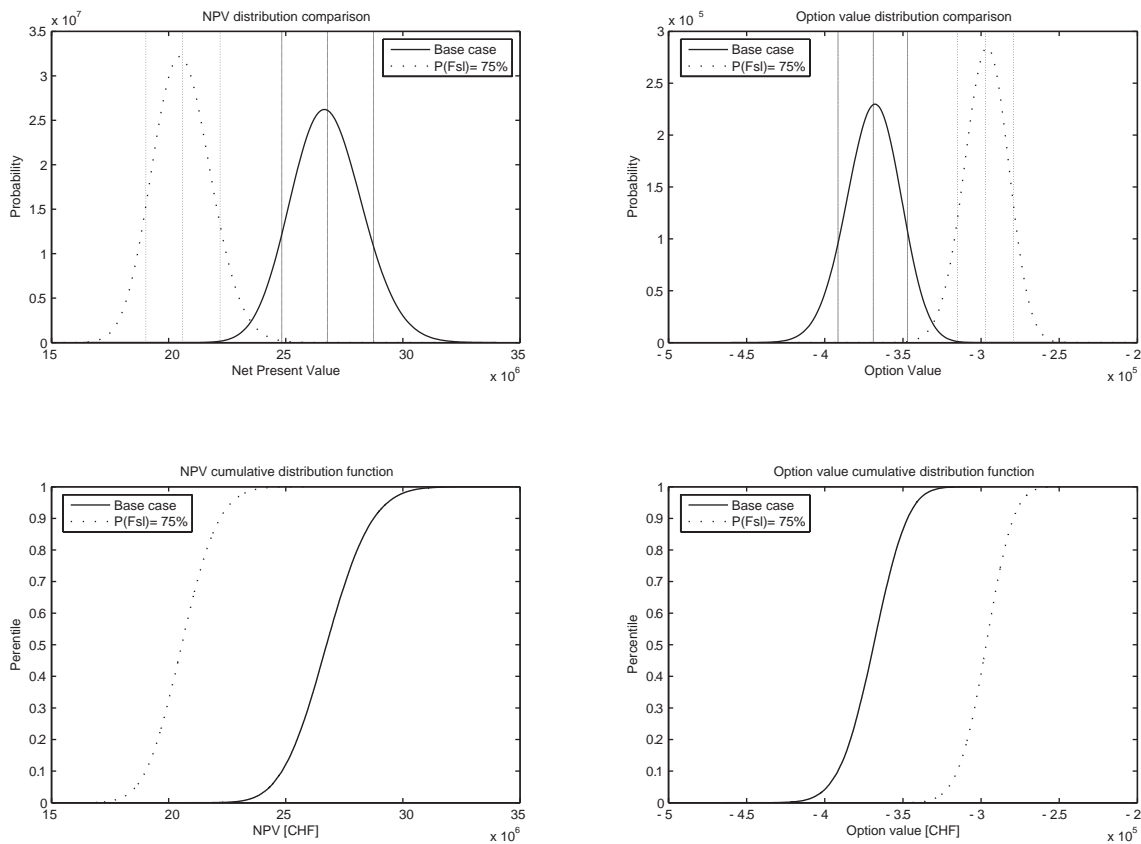 NPV distribution comparison
x 10^7
3.5
3
2.5
2
1.5
1
0.5
0
Probability
Base case
P(Fsl)= 75%
15 20 25 30 35
Net Present Value
x 10^6
Option value distribution comparison
x 10^5
3
2.5
2
1.5
1
0.5
0
Probability
Base case
P(Fsl)= 75%
- 5 - 4.5 - 4 - 3.5 - 3 - 2.5 - 2
Option Value
x 10^5
NPV cumulative distribution function
1
0.9
0.8
0.7
0.6
0.5
0.4
0.3
0.2
0.1
0
Perentile
Base case
P(Fsl)= 75%
15 20 25 30 35
NPV [CHF]
x 10^6
Option value cumulative distribution function
1
0.9
0.8
0.7
0.6
0.5
0.4
0.3
0.2
0.1
0
Percentile
Base case
P(Fsl)= 75%
- 5 - 4.5 - 4 - 3.5 - 3 - 2.5 - 2
Option value [CHF]
x 10^5